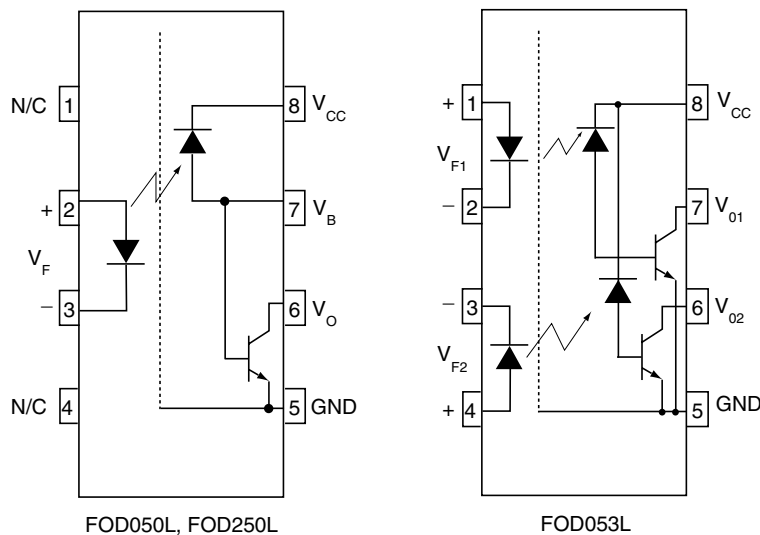 N/C 1
8 V_CC
+ 2
V_F
7 V_B
− 3
6 V_O
N/C 4
5 GND
FOD050L, FOD250L
+ 1
8 V_CC
V_F1
− 2
7 V_01
− 3
6 V_02
V_F2
+ 4
5 GND
FOD053L